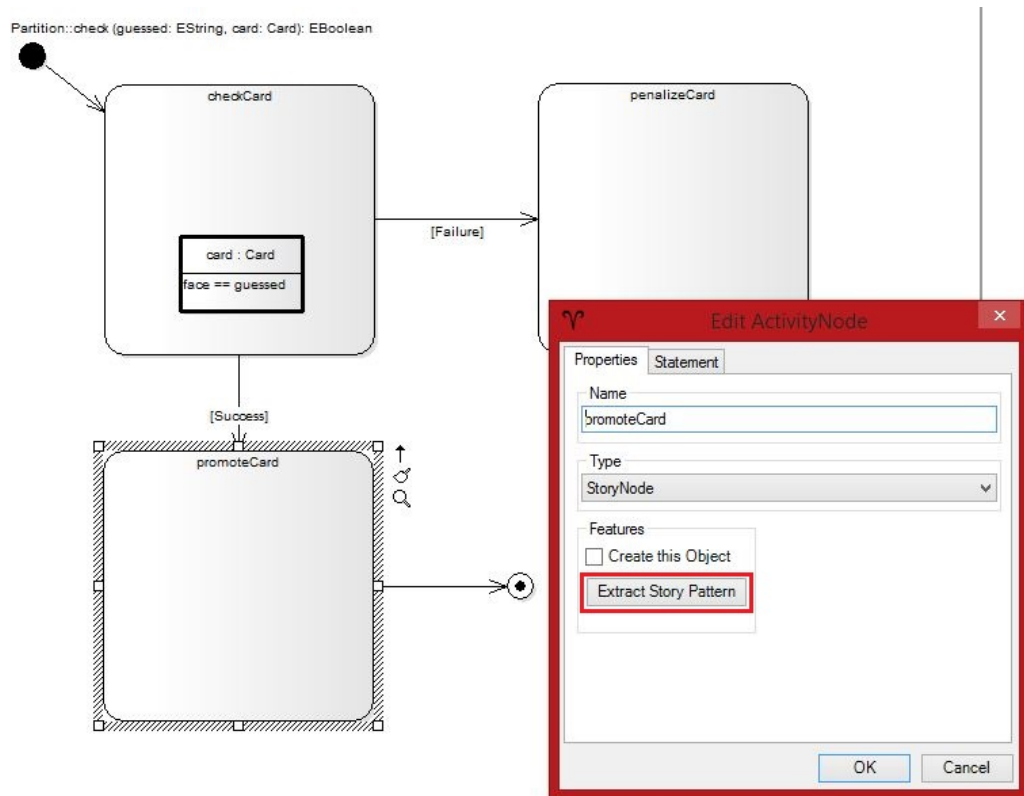 Partition::check (guessed: EString, card: Card): EBoolean
checkCard
penalizeCard
card : Card
face == guessed
[Failure]
[Success]
promoteCard
Edit ActivityNode
Properties
Statement
Name
promoteCard
Type
StoryNode
Features
Create this Object
Extract Story Pattern
OK
Cancel